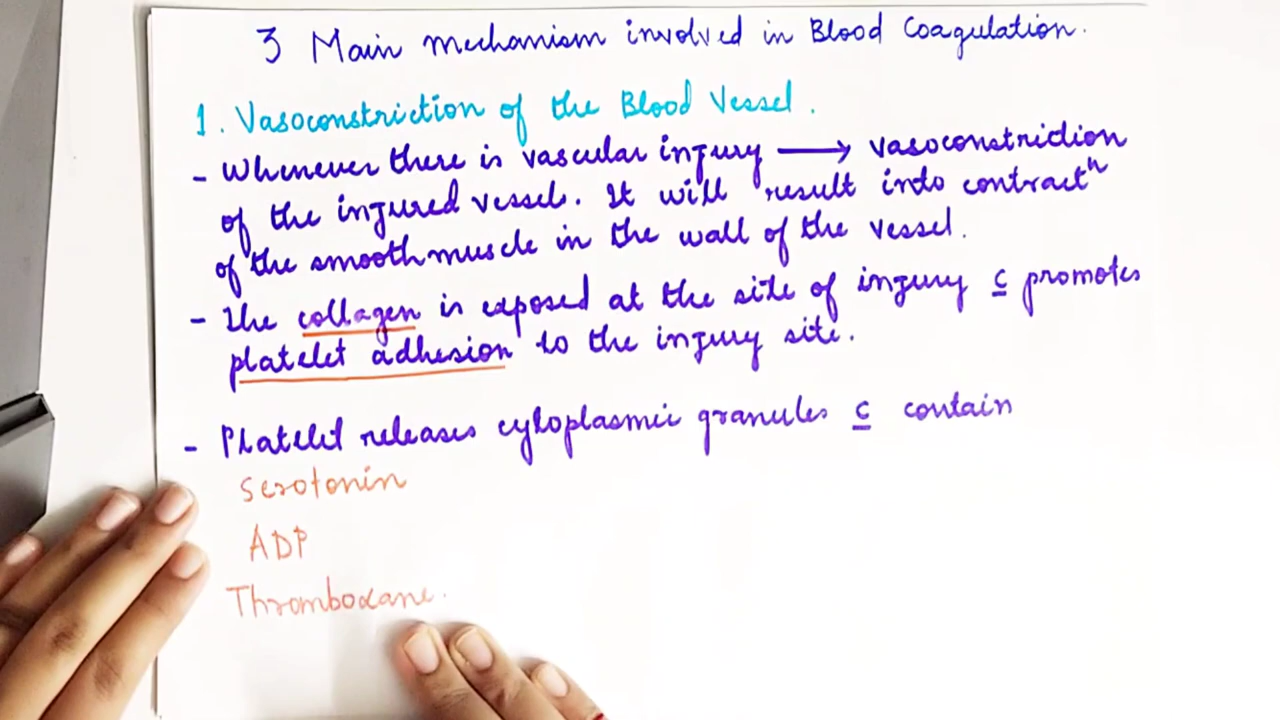 3 Main mechanism involved in Blood Coagulation.
1. Vasoconstriction of the Blood Vessel.
- Whenever there is vascular injury → vasoconstriction
of the injured vessel. It will result into contractⁿ
of the smooth muscle in the wall of the vessel.
- The collagen is exposed at the site of injury c̲ promotes
platelet adhesion to the injury site.
- Platelet releases cytoplasmic granules c̲ contain
Serotonin
ADP
Thromboxane.